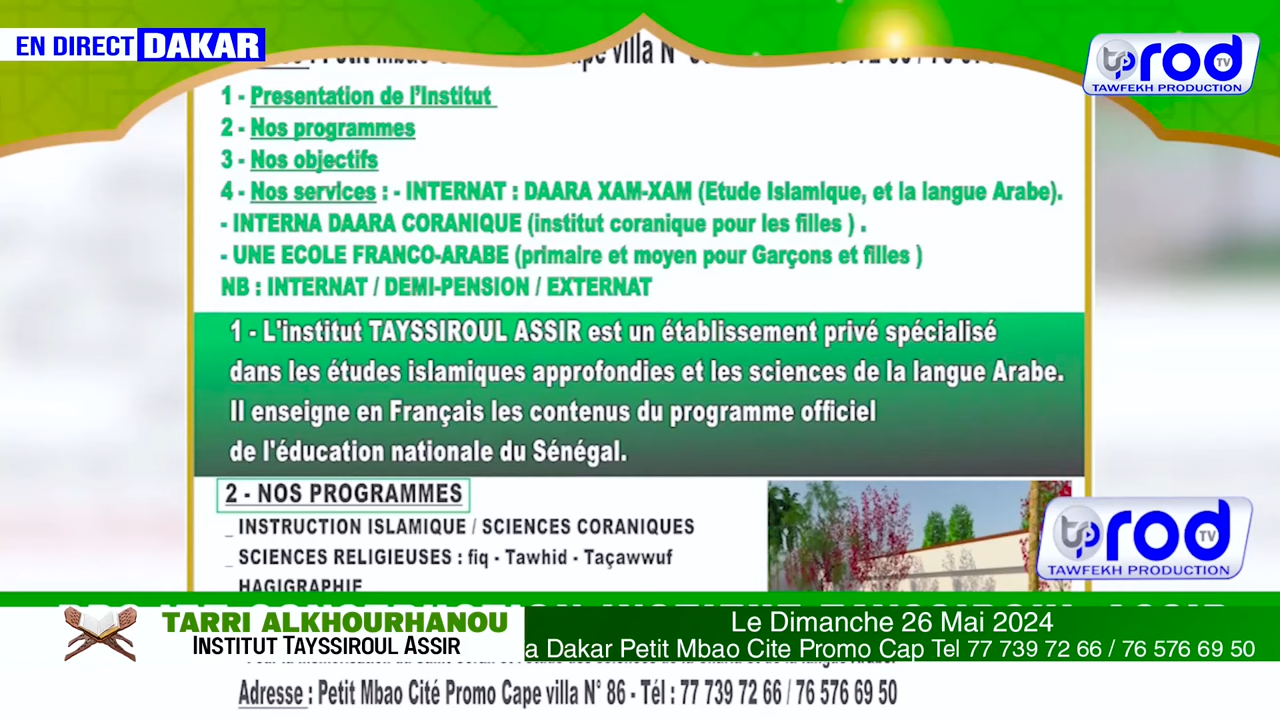 EN DIRECT DAKAR
prod TV
TAWFEKH PRODUCTION
villa N°
1 - Presentation de l'Institut
2 - Nos programmes
3 - Nos objectifs
4 - Nos services : - INTERNAT : DAARA XAM-XAM (Etude Islamique, et la langue Arabe).
- INTERNA DAARA CORANIQUE (institut coranique pour les filles ) .
- UNE ECOLE FRANCO-ARABE (primaire et moyen pour Garçons et filles )
NB : INTERNAT / DEMI-PENSION / EXTERNAT
1 - L'institut TAYSSIROUL ASSIR est un établissement privé spécialisé
dans les études islamiques approfondies et les sciences de la langue Arabe.
Il enseigne en Français les contenus du programme officiel
de l'éducation nationale du Sénégal.
2 - NOS PROGRAMMES
_ INSTRUCTION ISLAMIQUE / SCIENCES CORANIQUES
_ SCIENCES RELIGIEUSES : fiq - Tawhid - Taçawwuf
HAGIGRAPHIE
prod TV
TAWFEKH PRODUCTION
TARRI ALKHOURHANOU
INSTITUT TAYSSIROUL ASSIR
Le Dimanche 26 Mai 2024
a Dakar Petit Mbao Cite Promo Cap Tel 77 739 72 66 / 76 576 69 50
Adresse : Petit Mbao Cité Promo Cape villa N° 86 - Tél : 77 739 72 66 / 76 576 69 50